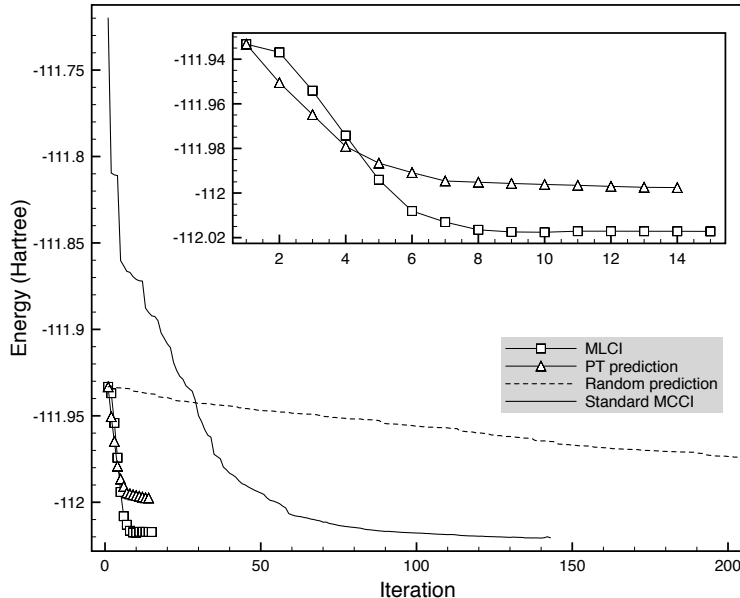 Energy (Hartree)
-111.75
-111.8
-111.85
-111.9
-111.95
-112
-111.94
-111.96
-111.98
-112
-112.02
2 4 6 8 10 12 14
MLCI
PT prediction
Random prediction
Standard MCCI
0 50 100 150 200
Iteration